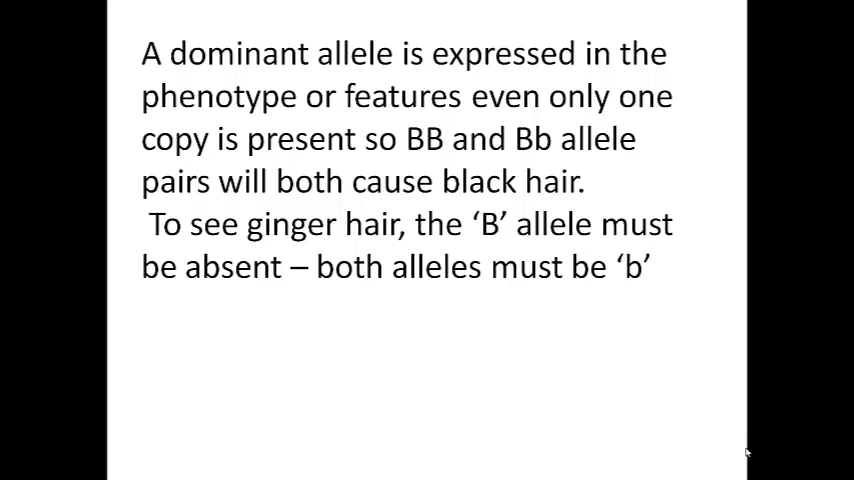 A dominant allele is expressed in the
phenotype or features even only one
copy is present so BB and Bb allele
pairs will both cause black hair.
To see ginger hair, the ‘B’ allele must
be absent – both alleles must be ‘b’